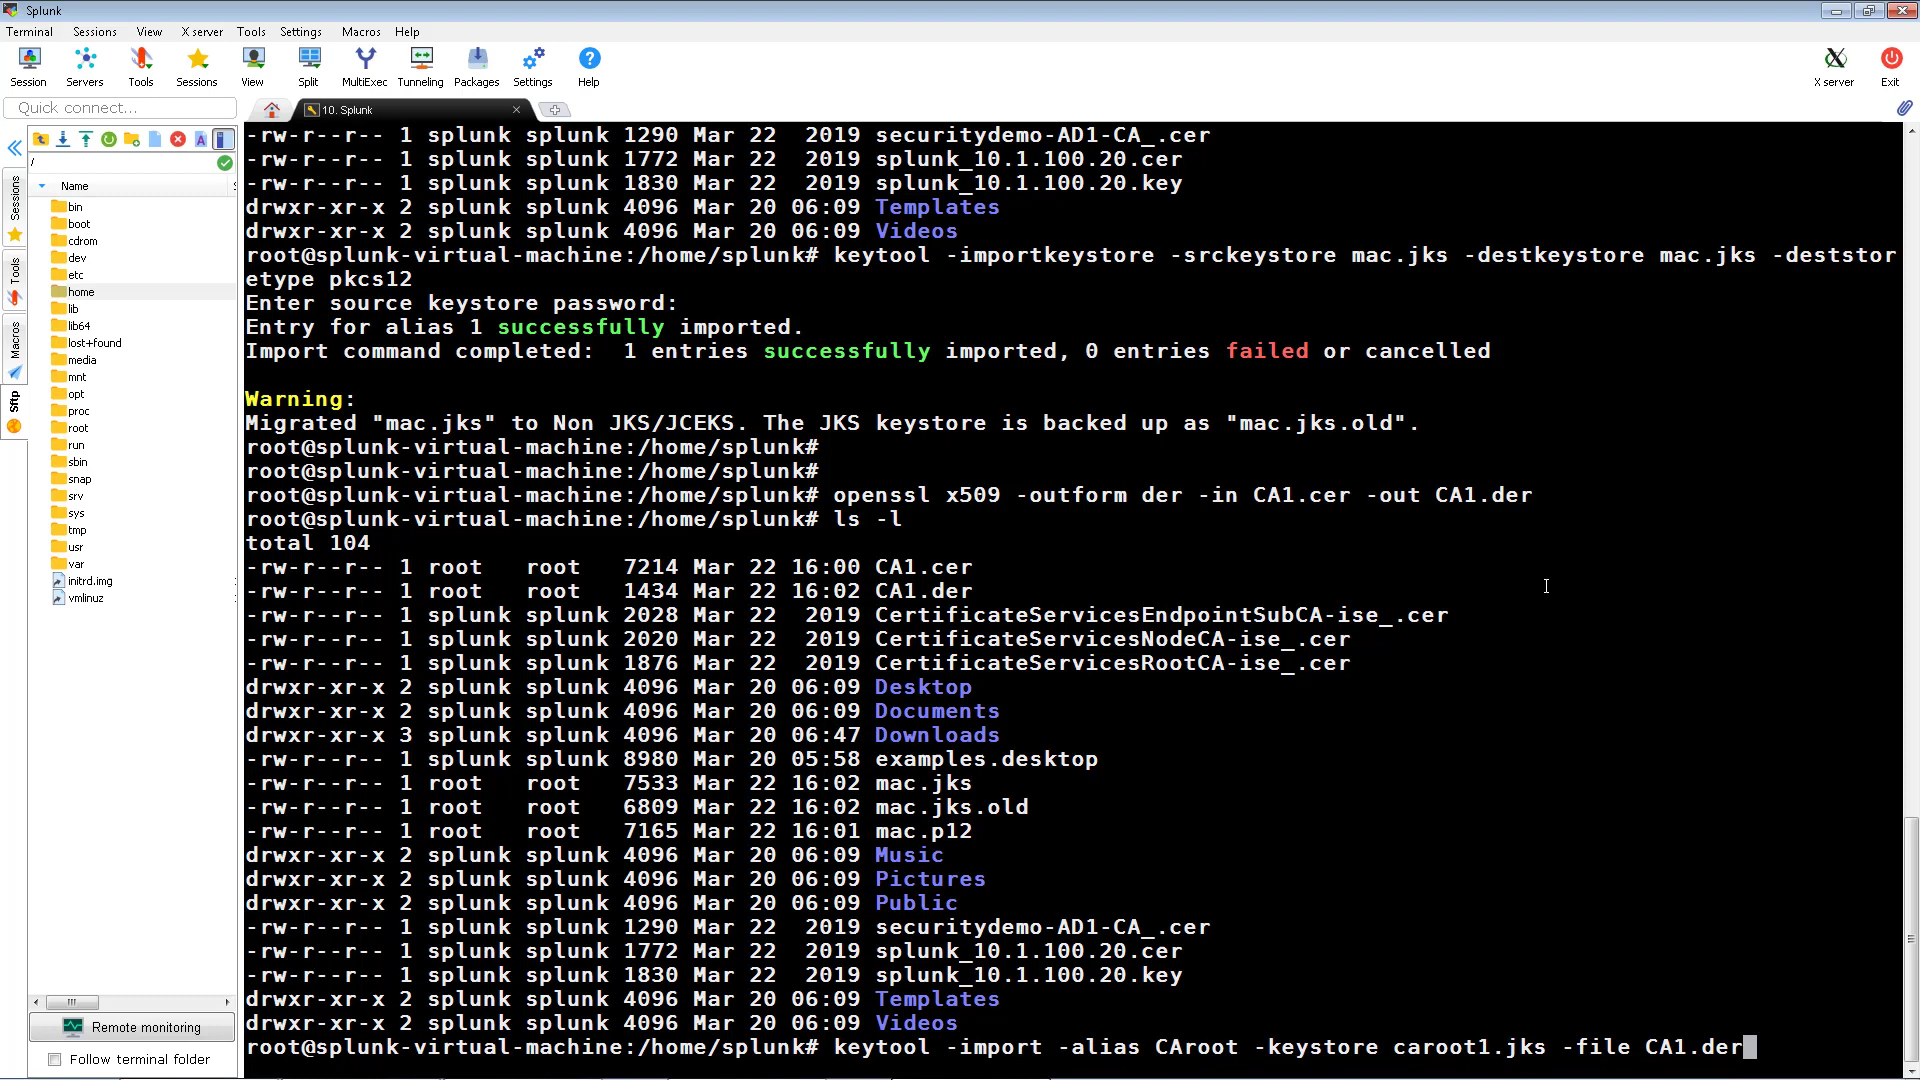 Splunk
Terminal Sessions View X server Tools Settings Macros Help
Session Servers Tools Sessions View Split MultiExec Tunneling Packages Settings Help X server Exit
Quick connect...
10. Splunk
/
Name
Sessions
Tools
Macros
Sftp
bin
boot
cdrom
dev
etc
home
lib
lib64
lost+found
media
mnt
opt
proc
root
run
sbin
snap
srv
sys
tmp
usr
var
initrd.img
vmlinuz
Remote monitoring
Follow terminal folder
-rw-r--r-- 1 splunk splunk 1290 Mar 22  2019 securitydemo-AD1-CA_.cer
-rw-r--r-- 1 splunk splunk 1772 Mar 22  2019 splunk_10.1.100.20.cer
-rw-r--r-- 1 splunk splunk 1830 Mar 22  2019 splunk_10.1.100.20.key
drwxr-xr-x 2 splunk splunk 4096 Mar 20 06:09 Templates
drwxr-xr-x 2 splunk splunk 4096 Mar 20 06:09 Videos
root@splunk-virtual-machine:/home/splunk# keytool -importkeystore -srckeystore mac.jks -destkeystore mac.jks -deststor
etype pkcs12
Enter source keystore password:
Entry for alias 1 successfully imported.
Import command completed:  1 entries successfully imported, 0 entries failed or cancelled
Warning:
Migrated "mac.jks" to Non JKS/JCEKS. The JKS keystore is backed up as "mac.jks.old".
root@splunk-virtual-machine:/home/splunk#
root@splunk-virtual-machine:/home/splunk#
root@splunk-virtual-machine:/home/splunk# openssl x509 -outform der -in CA1.cer -out CA1.der
root@splunk-virtual-machine:/home/splunk# ls -l
total 104
-rw-r--r-- 1 root   root   7214 Mar 22 16:00 CA1.cer
-rw-r--r-- 1 root   root   1434 Mar 22 16:02 CA1.der
-rw-r--r-- 1 splunk splunk 2028 Mar 22  2019 CertificateServicesEndpointSubCA-ise_.cer
-rw-r--r-- 1 splunk splunk 2020 Mar 22  2019 CertificateServicesNodeCA-ise_.cer
-rw-r--r-- 1 splunk splunk 1876 Mar 22  2019 CertificateServicesRootCA-ise_.cer
drwxr-xr-x 2 splunk splunk 4096 Mar 20 06:09 Desktop
drwxr-xr-x 2 splunk splunk 4096 Mar 20 06:09 Documents
drwxr-xr-x 3 splunk splunk 4096 Mar 20 06:47 Downloads
-rw-r--r-- 1 splunk splunk 8980 Mar 20 05:58 examples.desktop
-rw-r--r-- 1 root   root   7533 Mar 22 16:02 mac.jks
-rw-r--r-- 1 root   root   6809 Mar 22 16:02 mac.jks.old
-rw-r--r-- 1 root   root   7165 Mar 22 16:01 mac.p12
drwxr-xr-x 2 splunk splunk 4096 Mar 20 06:09 Music
drwxr-xr-x 2 splunk splunk 4096 Mar 20 06:09 Pictures
drwxr-xr-x 2 splunk splunk 4096 Mar 20 06:09 Public
-rw-r--r-- 1 splunk splunk 1290 Mar 22  2019 securitydemo-AD1-CA_.cer
-rw-r--r-- 1 splunk splunk 1772 Mar 22  2019 splunk_10.1.100.20.cer
-rw-r--r-- 1 splunk splunk 1830 Mar 22  2019 splunk_10.1.100.20.key
drwxr-xr-x 2 splunk splunk 4096 Mar 20 06:09 Templates
drwxr-xr-x 2 splunk splunk 4096 Mar 20 06:09 Videos
root@splunk-virtual-machine:/home/splunk# keytool -import -alias CAroot -keystore caroot1.jks -file CA1.der